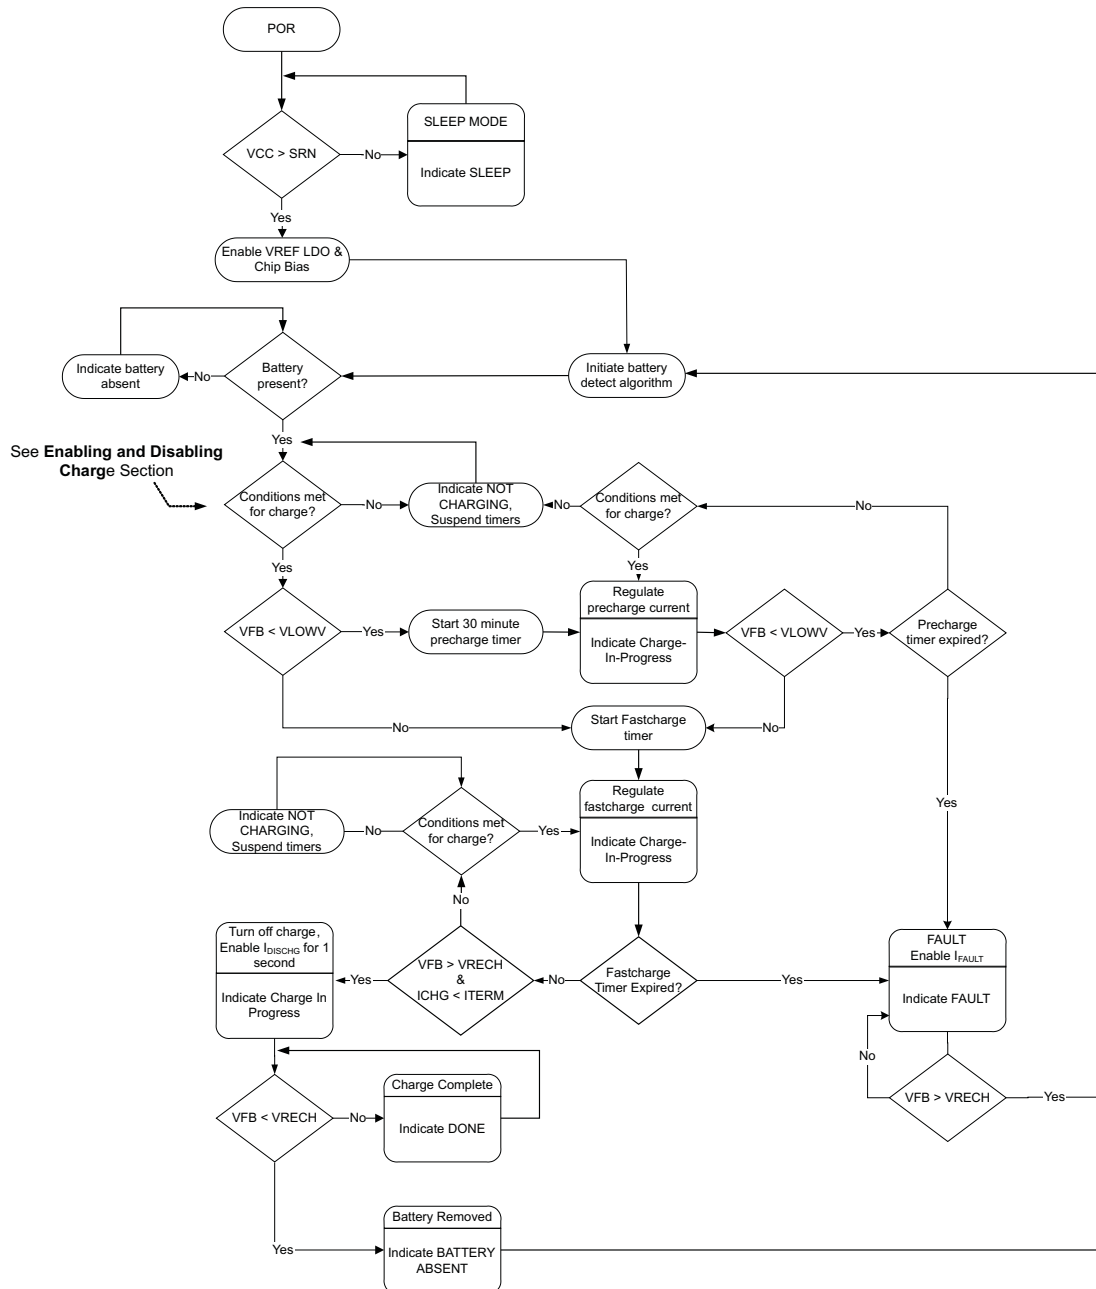 POR
SLEEP MODE
VCC > SRN
No
Indicate SLEEP
Yes
Enable VREF LDO &
Chip Bias
Indicate battery
absent
No
Battery
present?
Initiate battery
detect algorithm
Yes
See Enabling and Disabling
Charge Section
Conditions met
for charge?
No
Indicate NOT
CHARGING,
Suspend timers
No
Conditions met
for charge?
No
Yes
Yes
VFB < VLOWV
Yes
Start 30 minute
precharge timer
Regulate
precharge current
Indicate Charge-
In-Progress
VFB < VLOWV
Yes
Precharge
timer expired?
No
Start Fastcharge
timer
No
Indicate NOT
CHARGING,
Suspend timers
No
Conditions met
for charge?
Yes
Regulate
fastcharge current
Indicate Charge-
In-Progress
Yes
No
Turn off charge,
Enable IDISCHG for 1
second
Indicate Charge In
Progress
Yes
VFB > VRECH
&
ICHG < ITERM
No
Fastcharge
Timer Expired?
Yes
FAULT
Enable IFAULT
Indicate FAULT
No
VFB > VRECH
Yes
VFB < VRECH
No
Charge Complete
Indicate DONE
Yes
Battery Removed
Indicate BATTERY
ABSENT